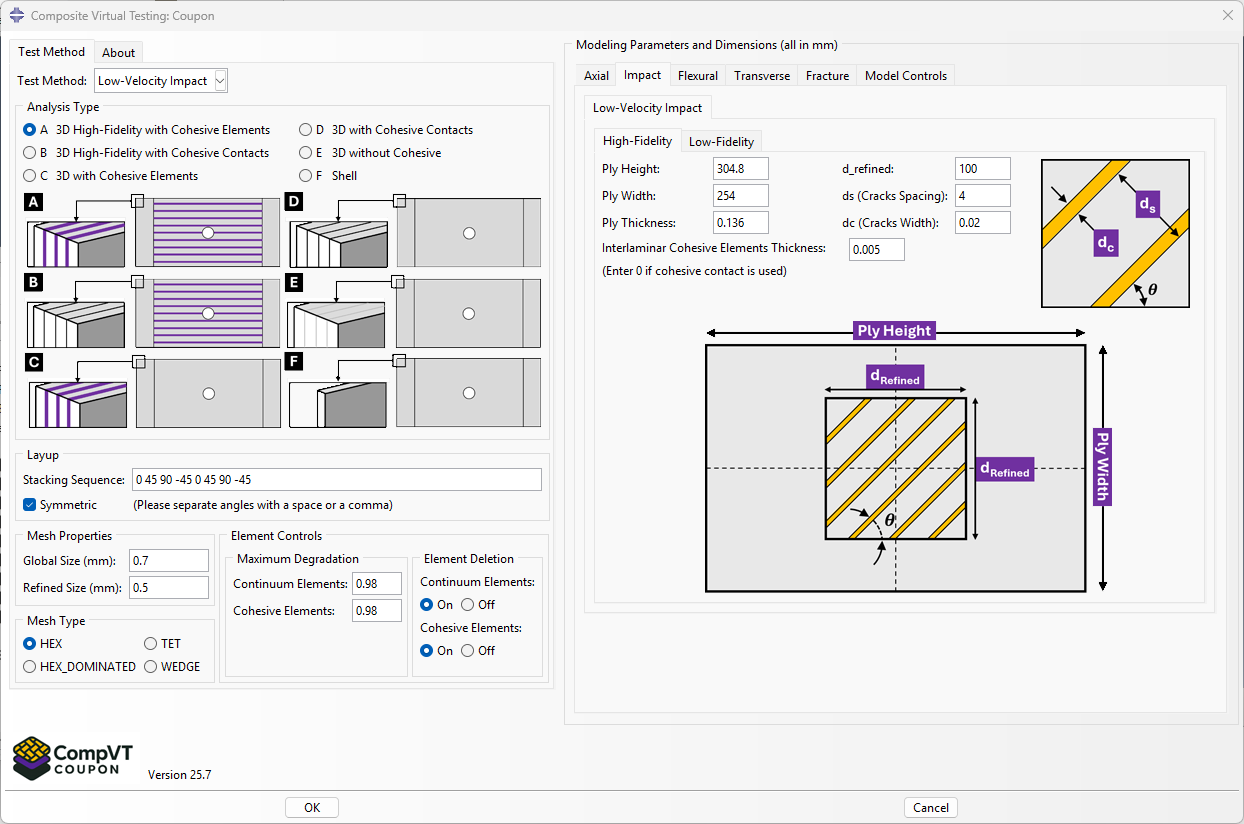 Composite Virtual Testing: Coupon
Test Method About
Test Method: Low-Velocity Impact
Analysis Type
A 3D High-Fidelity with Cohesive Elements
D 3D with Cohesive Contacts
B 3D High-Fidelity with Cohesive Contacts
E 3D without Cohesive
C 3D with Cohesive Elements
F Shell
A
D
B
E
C
F
Layup
Stacking Sequence: 0 45 90 -45 0 45 90 -45
Symmetric (Please separate angles with a space or a comma)
Mesh Properties
Global Size (mm): 0.7
Refined Size (mm): 0.5
Mesh Type
HEX TET
HEX_DOMINATED WEDGE
Element Controls
Maximum Degradation
Continuum Elements: 0.98
Cohesive Elements: 0.98
Element Deletion
Continuum Elements:
On Off
Cohesive Elements:
On Off
Modeling Parameters and Dimensions (all in mm)
Axial Impact Flexural Transverse Fracture Model Controls
Low-Velocity Impact
High-Fidelity Low-Fidelity
Ply Height: 304.8 d_refined: 100
Ply Width: 254 ds (Cracks Spacing): 4
Ply Thickness: 0.136 dc (Cracks Width): 0.02
Interlaminar Cohesive Elements Thickness: 0.005
(Enter 0 if cohesive contact is used)
ds
dc
θ
Ply Height
dRefined
dRefined
Ply Width
θ
CompVT
COUPON
Version 25.7
OK Cancel